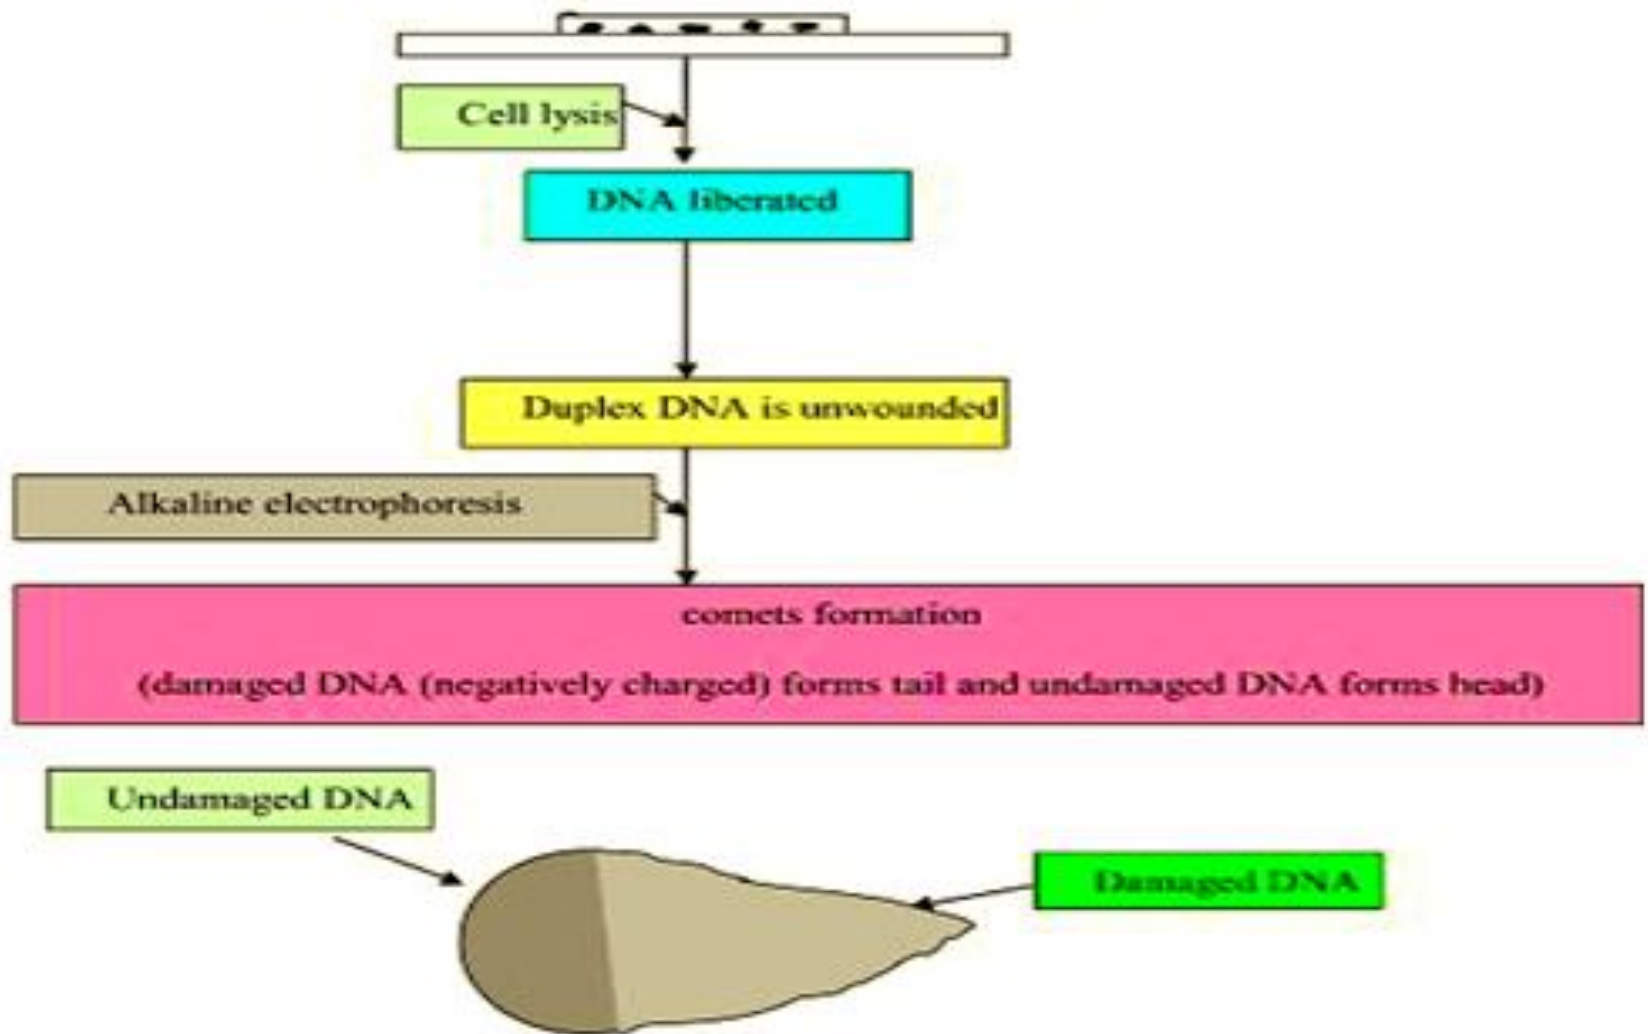 Cell lysis
DNA liberated
Duplex DNA is unwounded
Alkaline electrophoresis
comets formation
(damaged DNA (negatively charged) forms tail and undamaged DNA forms head)
Undamaged DNA
Damaged DNA